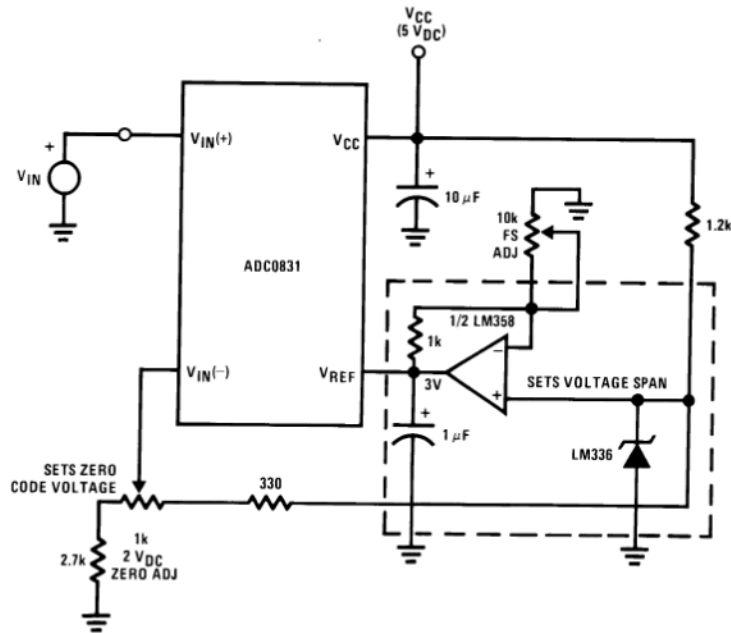 VCC
(5 VDC)
VIN(+)
VCC
+
VIN
+
10 µF
10k
FS
ADJ
1.2k
ADC0831
1/2 LM358
1k
VIN(−)
VREF
3V
−
+
SETS VOLTAGE SPAN
+
1 µF
LM336
SETS ZERO
CODE VOLTAGE
330
1k
2 VDC
ZERO ADJ
2.7k